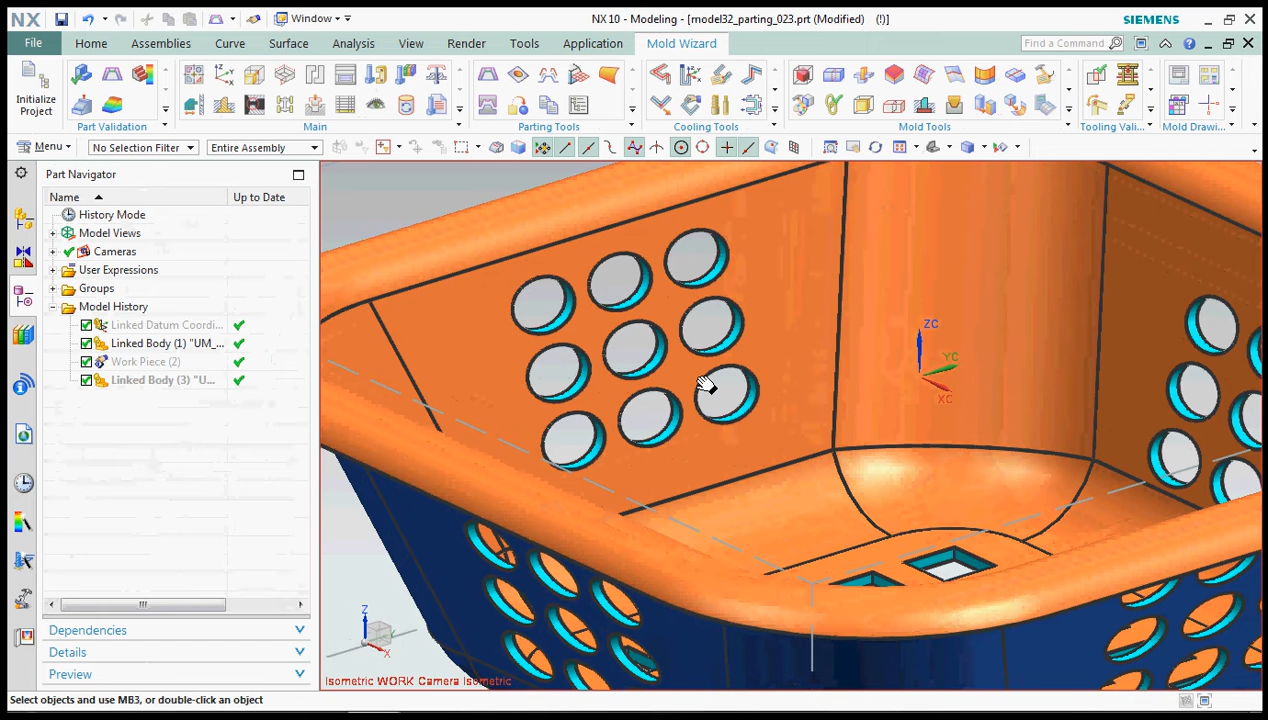 NX Window NX 10 - Modeling - [model32_parting_023.prt (Modified) (!)] SIEMENS
File Home Assemblies Curve Surface Analysis View Render Tools Application Mold Wizard Find a Command
Initialize
Project
Part Validation Main Parting Tools Cooling Tools Mold Tools Tooling Vali... Mold Drawi...
Menu No Selection Filter Entire Assembly
Part Navigator
Name Up to Date
History Mode
Model Views
Cameras
User Expressions
Groups
Model History
Linked Datum Coordi...
Linked Body (1) "UM_...
Work Piece (2)
Linked Body (3) "U...
Dependencies
Details
Preview
ZC
YC
XC
Z
X
Isometric WORK Camera Isometric
Select objects and use MB3, or double-click an object